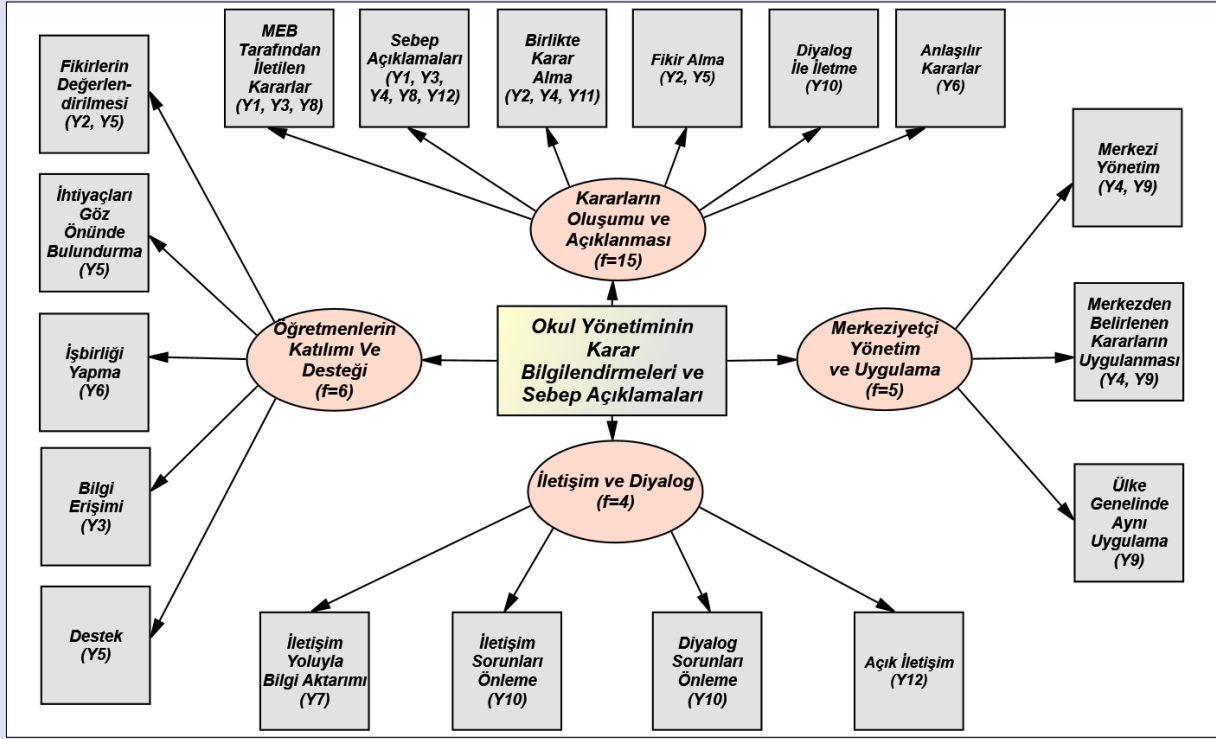 MEB
Tarafından
İletilen
Kararlar
(Y1, Y3, Y8)
Sebep
Açıklamaları
(Y1, Y3,
Y4, Y8, Y12)
Birlikte
Karar
Alma
(Y2, Y4, Y11)
Fikir Alma
(Y2, Y5)
Diyalog
İle İletme
(Y10)
Anlaşılır
Kararlar
(Y6)
Fikirlerin
Değerlen-
dirilmesi
(Y2, Y5)
İhtiyaçları
Göz
Önünde
Bulundurma
(Y5)
İşbirliği
Yapma
(Y6)
Bilgi
Erişimi
(Y3)
Destek
(Y5)
Kararların
Oluşumu ve
Açıklanması
(f=15)
Öğretmenlerin
Katılımı Ve
Desteği
(f=6)
Okul Yönetiminin
Karar
Bilgilendirmeleri ve
Sebep Açıklamaları
Merkeziyetçi
Yönetim
ve Uygulama
(f=5)
İletişim ve Diyalog
(f=4)
Merkezi
Yönetim
(Y4, Y9)
Merkezden
Belirlenen
Kararların
Uygulanması
(Y4, Y9)
Ülke
Genelinde
Aynı
Uygulama
(Y9)
İletişim
Yoluyla
Bilgi Aktarımı
(Y7)
İletişim
Sorunları
Önleme
(Y10)
Diyalog
Sorunları
Önleme
(Y10)
Açık İletişim
(Y12)